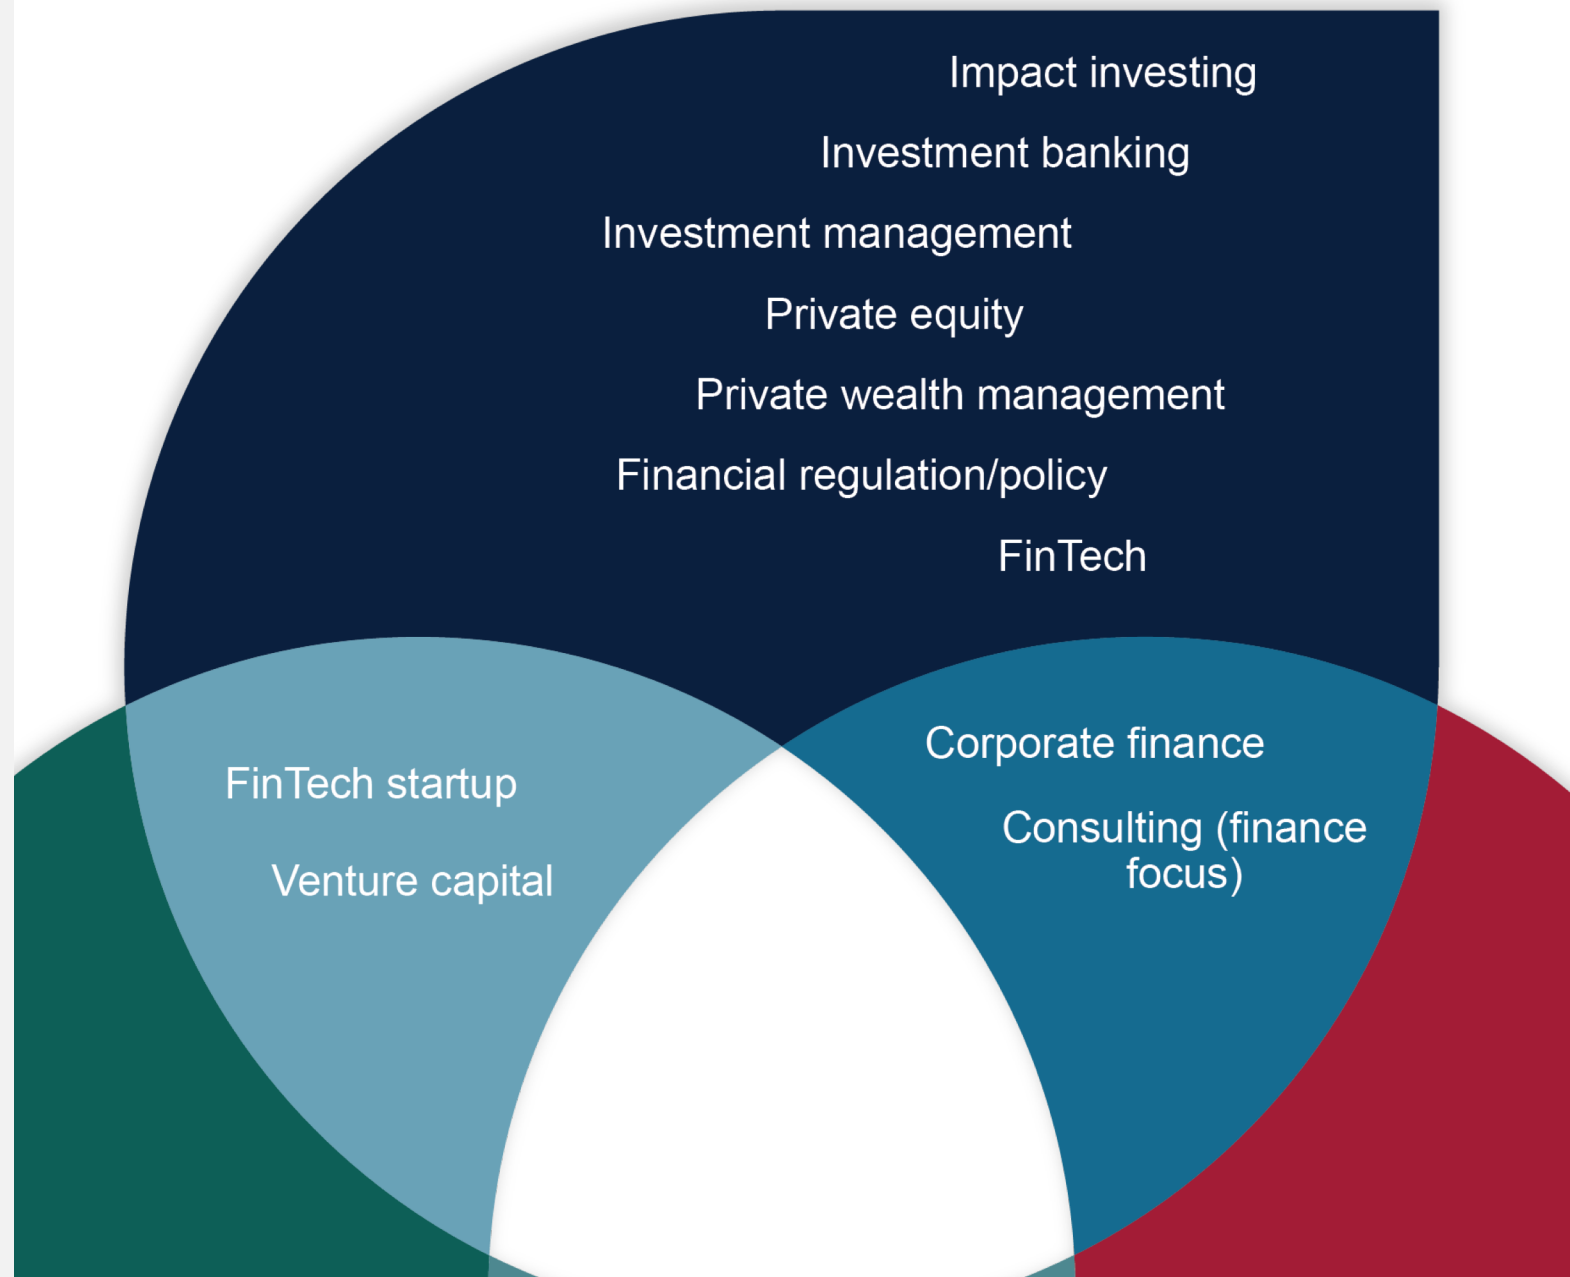 Impact investing
Investment banking
Investment management
Private equity
Private wealth management
Financial regulation/policy
FinTech
FinTech startup
Venture capital
Corporate finance
Consulting (finance
focus)